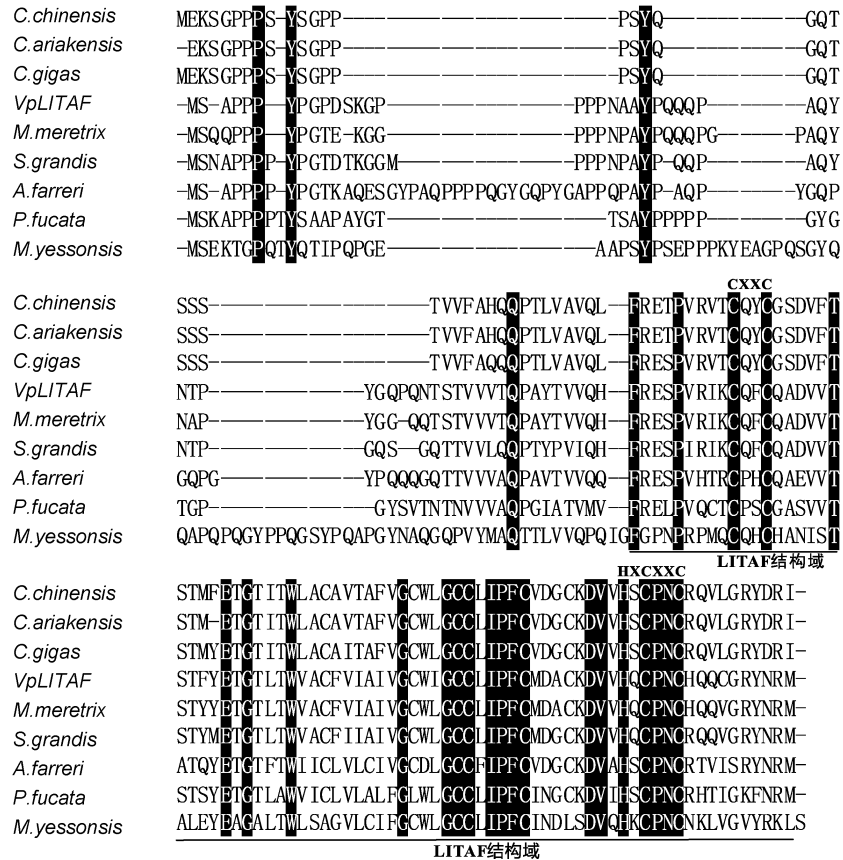 C.chinensis MEKSGPPPS-YSGPP-------------------------PSYQ-------------GQT
C.ariakensis -EKSGPPPS-YSGPP-------------------------PSYQ-------------GQT
C.gigas MEKSGPPPS-YSGPP-------------------------PSYQ-------------GQT
VpLITAF -MS-APPP--YPGPDSKGP-----------------PPPNAAYPQQQP---------AQY
M.meretrix -MSQQPPP--YPGTE-KGG-----------------PPPNPAYPQQQPG-------PAQY
S.grandis -MSNAPPPP-YPGTDTKGGM----------------PPPNPAYP-QQP---------AQY
A.farreri -MS-APPP--YPGTKAQESGYPAQPPPPQGYGQPYGAPPQPAYP-AQP--------YGQP
P.fucata -MSKAPPPPTYSAAPAYGT--------------------TSAYPPPPP---------GYG
M.yessonsis -MSEKTGPQTYQTIPQPGE-------------------AAPSYPSEPPPKYEAGPQSGYQ
CXXC
C.chinensis SSS--------------------TVVFAHQQPTLVAVQL--FRETPVRVTCQYCGSDVFT
C.ariakensis SSS--------------------TVVFAHQQPTLVAVQL--FRETPVRVTCQYCGSDVFT
C.gigas SSS--------------------TVVFAQQQPTLVAVQL--FRESPVRVTCQYCGSDVFT
VpLITAF NTP--------------YGQPQNTSTVVVTQPAYTVVQH--FRESPVRIKCQFCQADVVT
M.meretrix NAP--------------YGG-QQTSTVVVTQPAYTVVQH--FRESPVRIKCQFCQADVVT
S.grandis NTP--------------GQS--GQTTVVLQQPTYPVIQH--FRESPIRIKCQFCQADVVT
A.farreri GQPG-------------YPQQQGQTTVVVAQPAVTVVQQ--FRESPVHTRCPHCQAEVVT
P.fucata TGP---------------GYSVTNTNVVVAQPGIATVMV--FRELPVQCTCPSCGASVVT
M.yessonsis QAPQPQGYPPQGSYPQAPGYNAQGQPVYMAQTTLVVQPQIGFGPNPRPMQCQHCHANIST
LITAF结构域
HXCXXC
C.chinensis STMFETGTITWLACAVTAFVGCWLGCCLIPFCVDGCKDVVHSCPNCRQVLGRYDRI-
C.ariakensis STM-ETGTITWLACAVTAFVGCWLGCCLIPFCVDGCKDVVHSCPNCRQVLGRYDRI-
C.gigas STMYETGTITWLACAITAFVGCWLGCCLIPFCVDGCKDVVHSCPNCRQVLGRYDRI-
VpLITAF STFYETGTLTWVACFVIAIVGCWIGCCLIPFCMDACKDVVHQCPNCHQQCGRYNRM-
M.meretrix STYYETGTLTWVACFVIAIVGCWLGCCLIPFCMDACKDVVHQCPNCHQQVGRYNRM-
S.grandis STYMETGTLTWVACFIIAIVGCWLGCCLIPFCMDGCKDVVHQCPNCRQQVGRYNRM-
A.farreri ATQYETGTFTWIICLVLCIVGCDLGCCFIPFCVDGCKDVAHSCPNCRTVISRYNRM-
P.fucata STSYETGTLAWVICLVLALFGLWLGCCLIPFCINGCKDVIHSCPNCRHTIGKFNRM-
M.yessonsis ALEYEAGALTWLSAGVLCIFGCWLGCCLIPFCINDLSDVQHKCPNCNKLVGVYRKLS
LITAF结构域